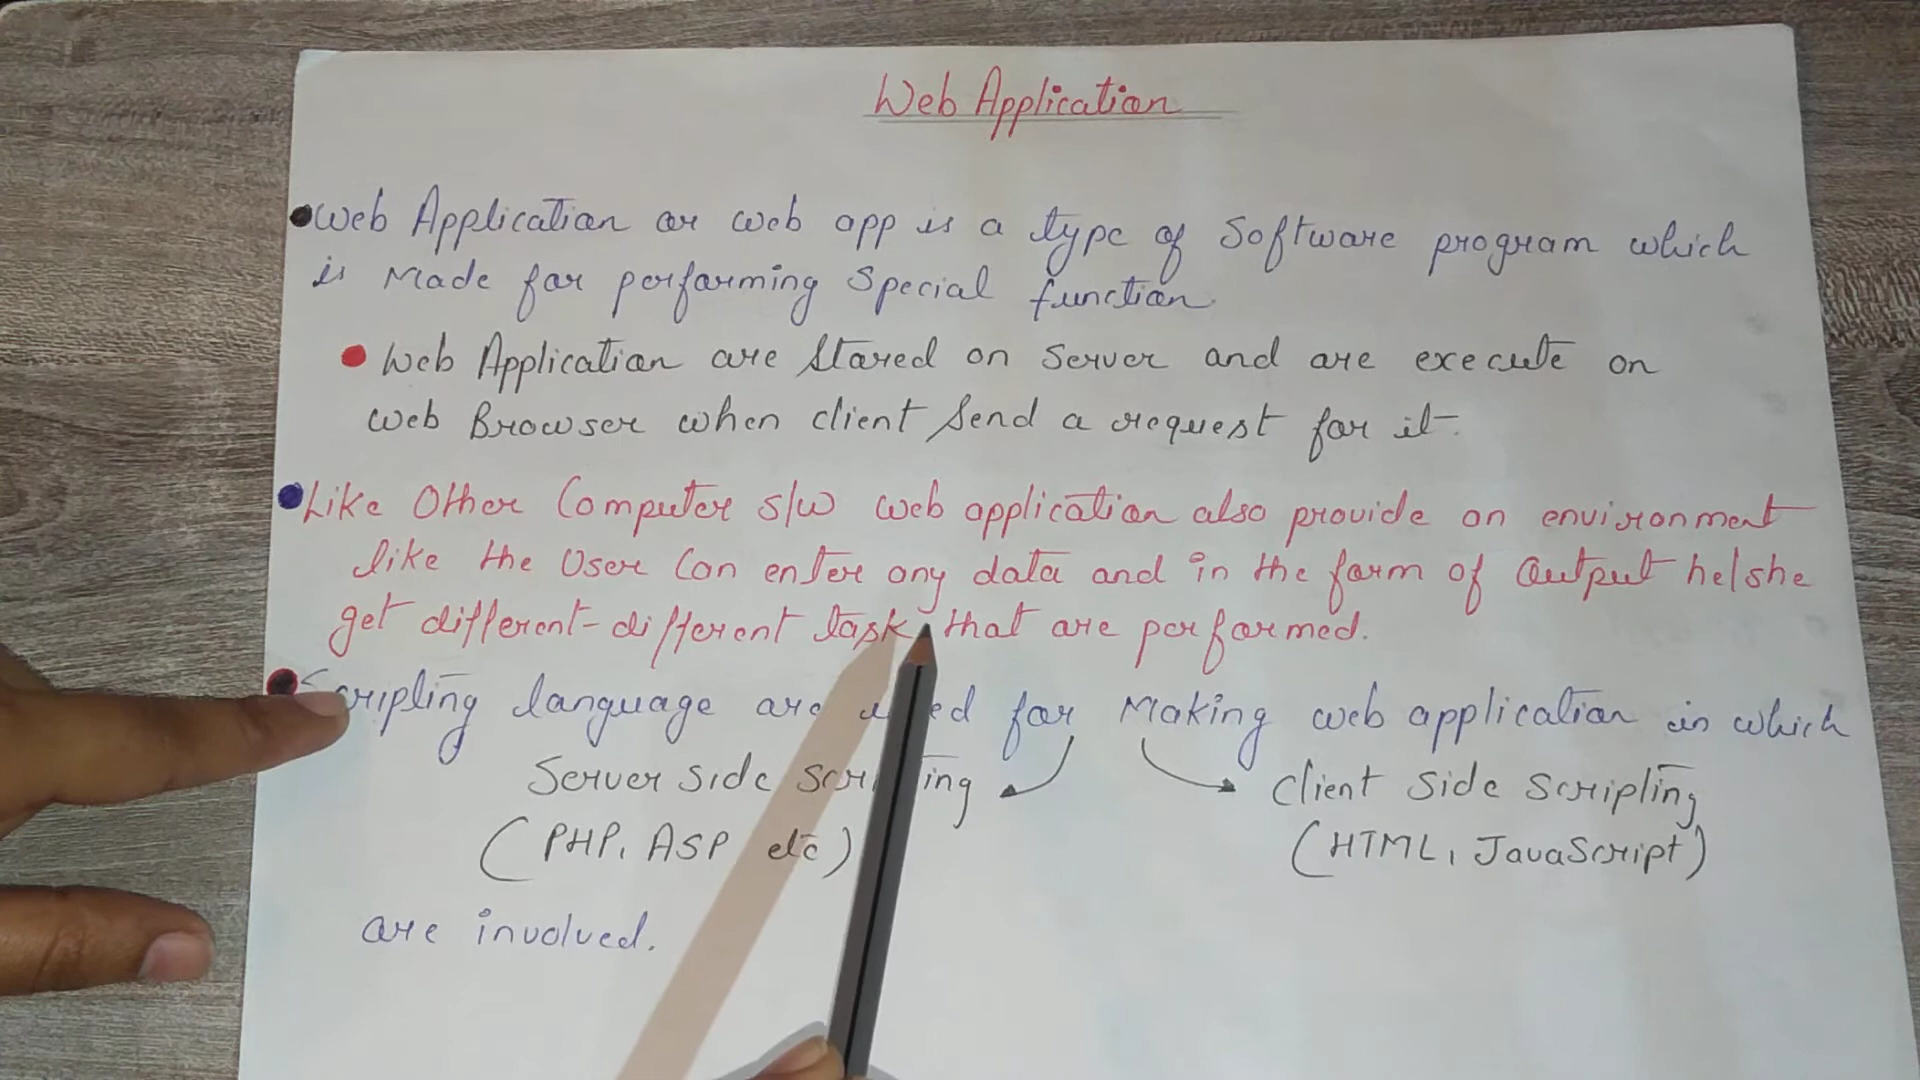 Web Application
Web Application or web app is a type of Software program which
is Made for performing Special function.
Web Application are Stored on Server and are execute on
Web Browser when client Send a request for it.
Like Other Computer s/w web application also provide an environment
like the User Can enter any data and in the form of Output he/she
get different-different task that are performed.
Scripting language are used for Making web application in which
Server side scripting Client Side Scripting
(PHP, ASP etc) (HTML, JavaScript)
are involved.